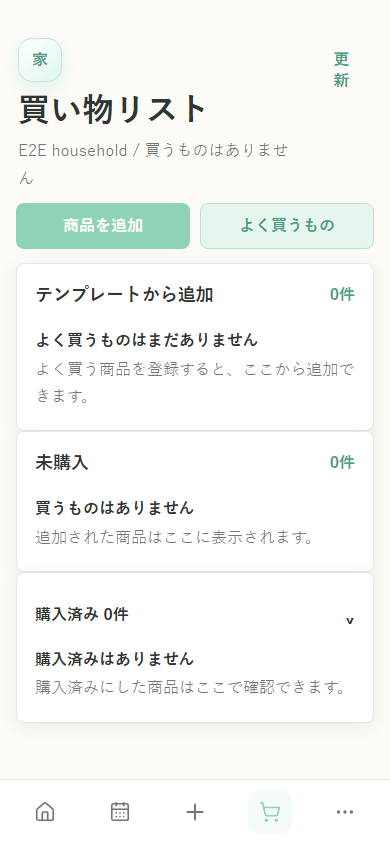 家
更
新
買い物リスト
E2E household / 買うものはありませ
ん
商品を追加
よく買うもの
テンプレートから追加
0件
よく買うものはまだありません
よく買う商品を登録すると、ここから追加で
きます。
未購入
0件
買うものはありません
追加された商品はここに表示されます。
購入済み 0件
v
購入済みはありません
購入済みにした商品はここで確認できます。